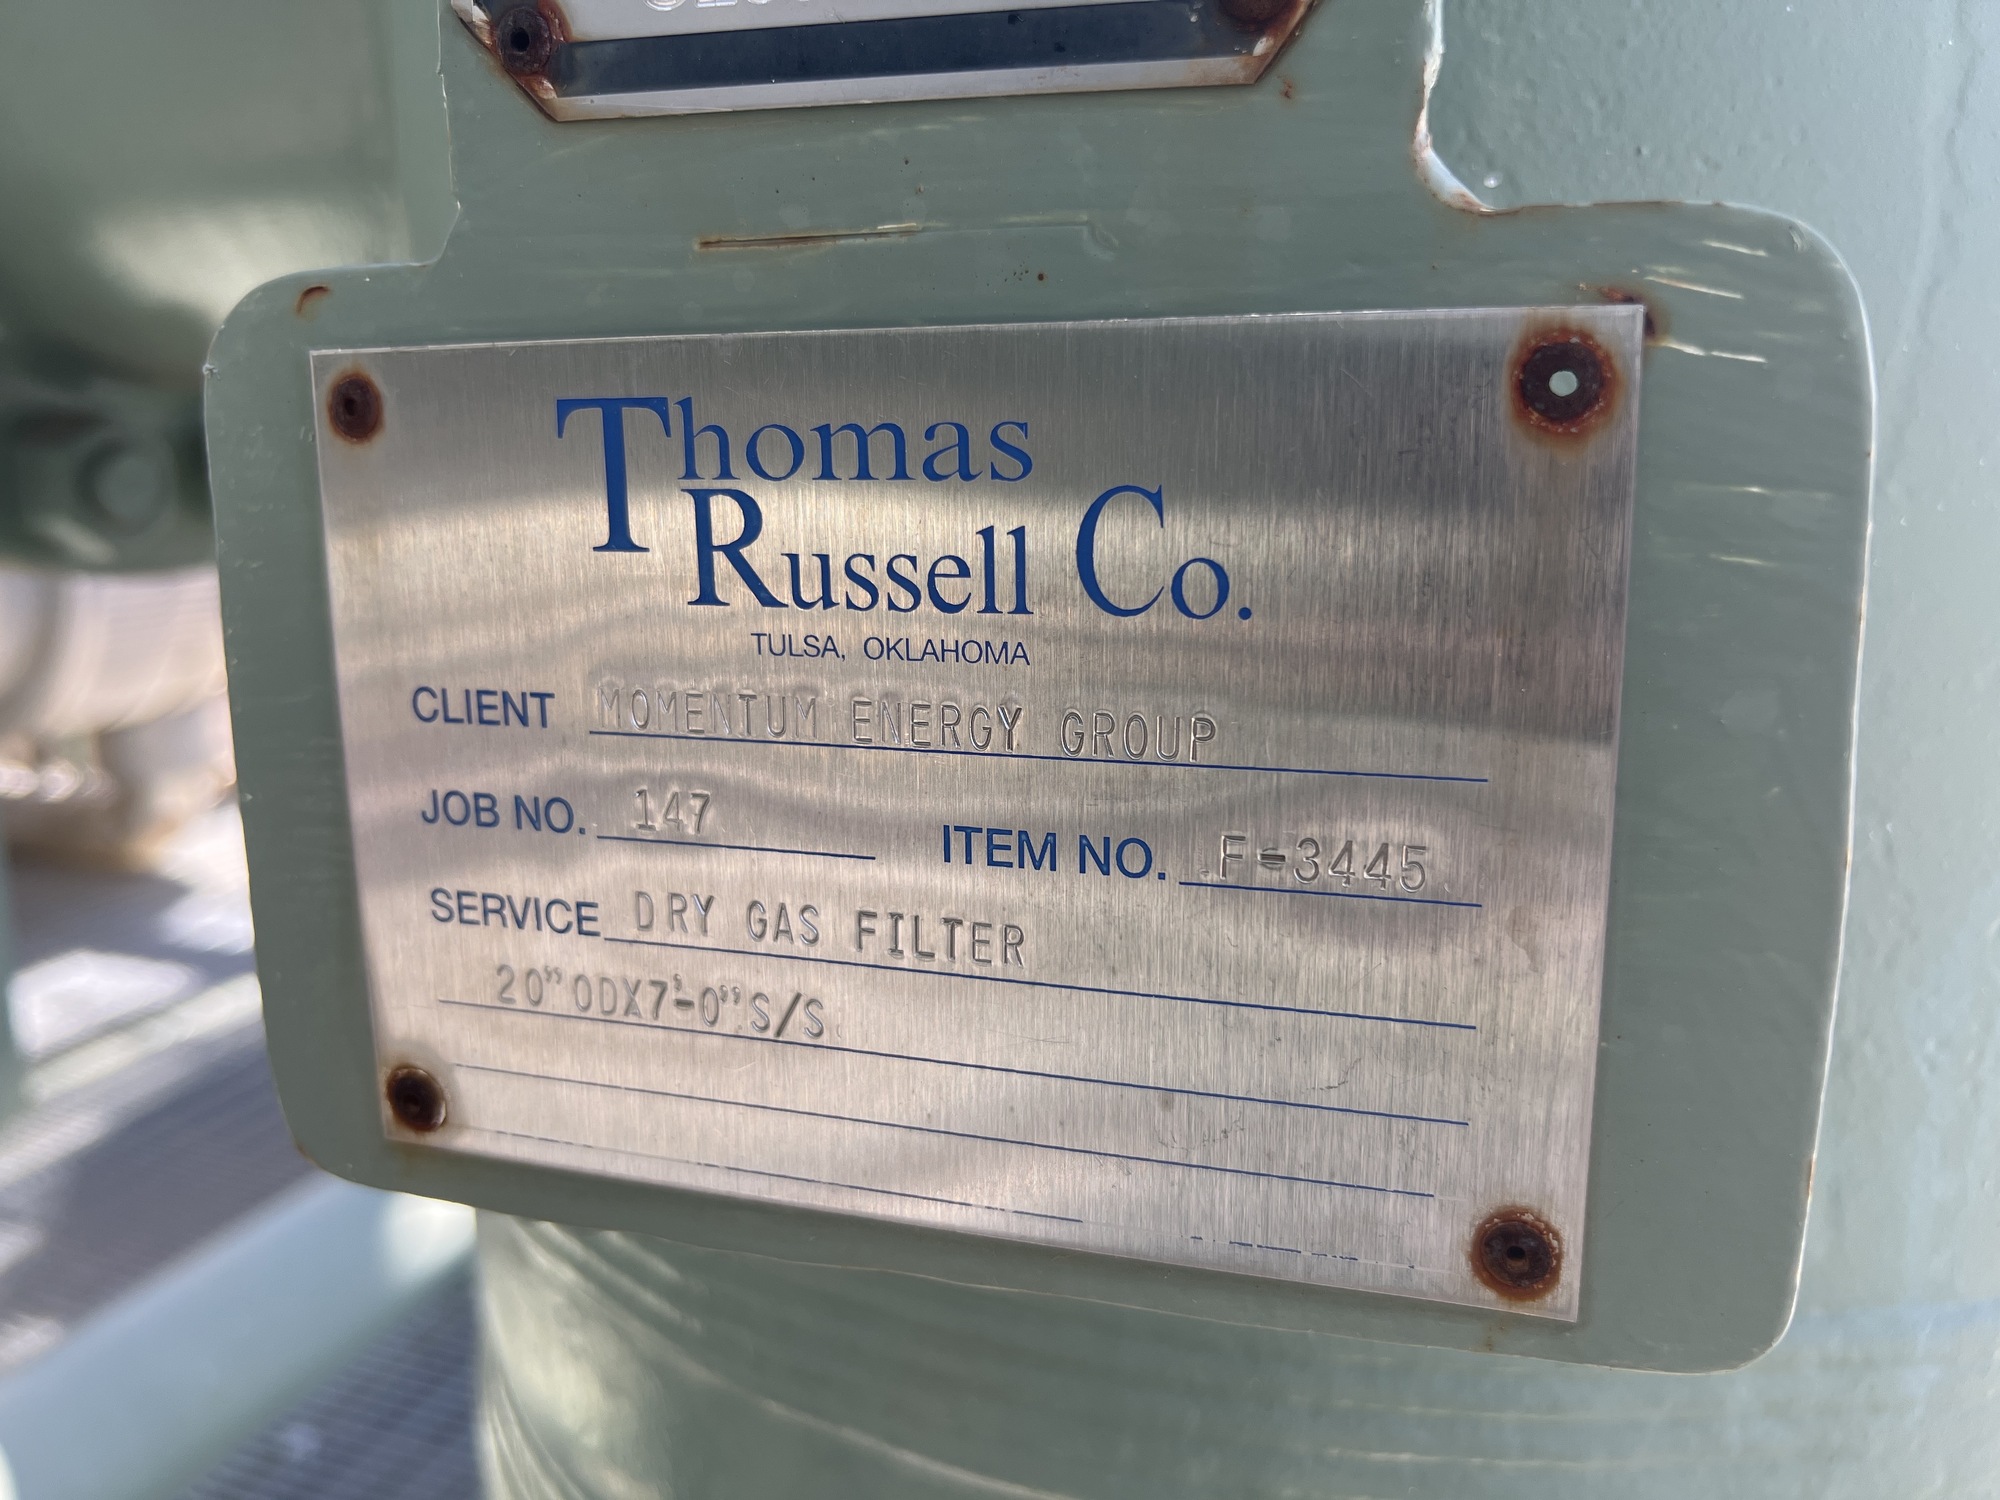 Thomas
Russell Co.
TULSA, OKLAHOMA
CLIENT MOMENTUM ENERGY GROUP
JOB NO. 147 ITEM NO. F-3445
SERVICE DRY GAS FILTER
20" ODX7'-0" S/S